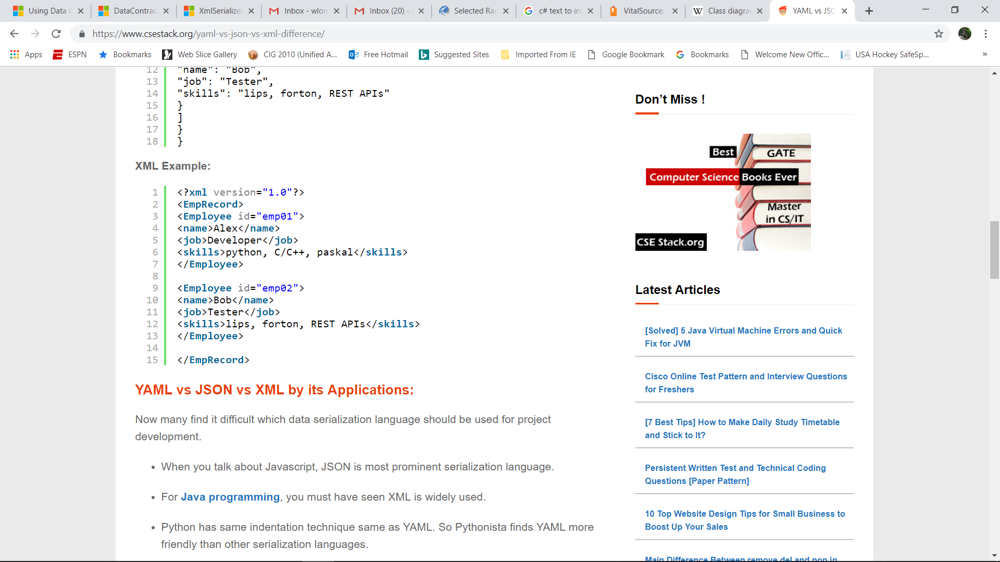 Using Data C
DataContrac
XmlSerializer
Inbox - wlor
Inbox (20) -
Selected Rac
c# text to int
VitalSource:
Class diagra
YAML vs JSO
https://www.csestack.org/yaml-vs-json-vs-xml-difference/
Apps
ESPN
Bookmarks
Web Slice Gallery
CIG 2010 (Unified A...
Free Hotmail
Suggested Sites
Imported From IE
Google Bookmark
Bookmarks
Welcome New Offic...
USA Hockey SafeSp...
»
12 "name": "Bob",
13 "job": "Tester",
14 "skills": "lips, forton, REST APIs"
15 }
16 ]
17 }
18 }
XML Example:
1 <?xml version="1.0"?>
2 <EmpRecord>
3 <Employee id="emp01">
4 <name>Alex</name>
5 <job>Developer</job>
6 <skills>python, C/C++, paskal</skills>
7 </Employee>
8
9 <Employee id="emp02">
10 <name>Bob</name>
11 <job>Tester</job>
12 <skills>lips, forton, REST APIs</skills>
13 </Employee>
14
15 </EmpRecord>
YAML vs JSON vs XML by its Applications:
Now many find it difficult which data serialization language should be used for project
development.
• When you talk about Javascript, JSON is most prominent serialization language.
• For Java programming, you must have seen XML is widely used.
• Python has same indentation technique same as YAML. So Pythonista finds YAML more
friendly than other serialization languages.
Don’t Miss !
Best
GATE
Computer Science Books Ever
Master
in CS/IT
CSE Stack.org
Latest Articles
[Solved] 5 Java Virtual Machine Errors and Quick
Fix for JVM
Cisco Online Test Pattern and Interview Questions
for Freshers
[7 Best Tips] How to Make Daily Study Timetable
and Stick to It?
Persistent Written Test and Technical Coding
Questions [Paper Pattern]
10 Top Website Design Tips for Small Business to
Boost Up Your Sales
Main Difference Between remove del and pop in